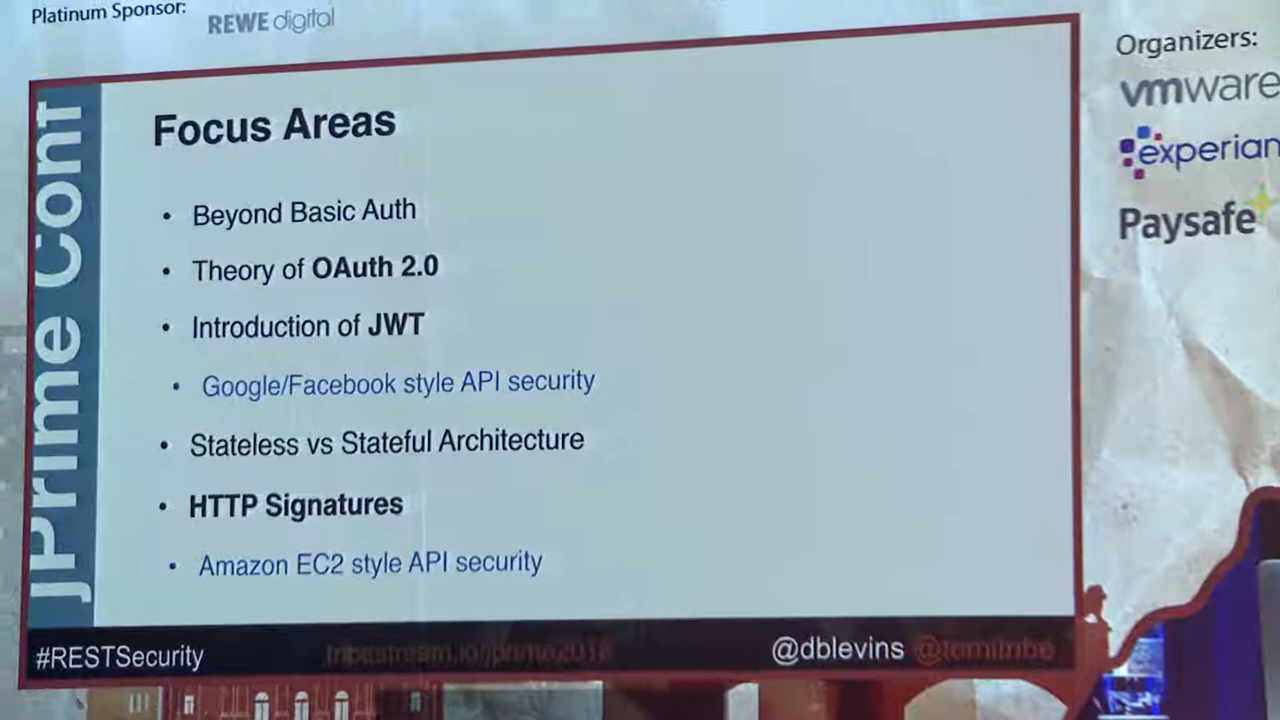 Platinum Sponsor:
REWE digital
Organizers:
vmware
experian
Paysafe
jPrime Conf
Focus Areas
• Beyond Basic Auth
• Theory of OAuth 2.0
• Introduction of JWT
• Google/Facebook style API security
• Stateless vs Stateful Architecture
• HTTP Signatures
• Amazon EC2 style API security
#RESTSecurity
@dblevins @tomitribe